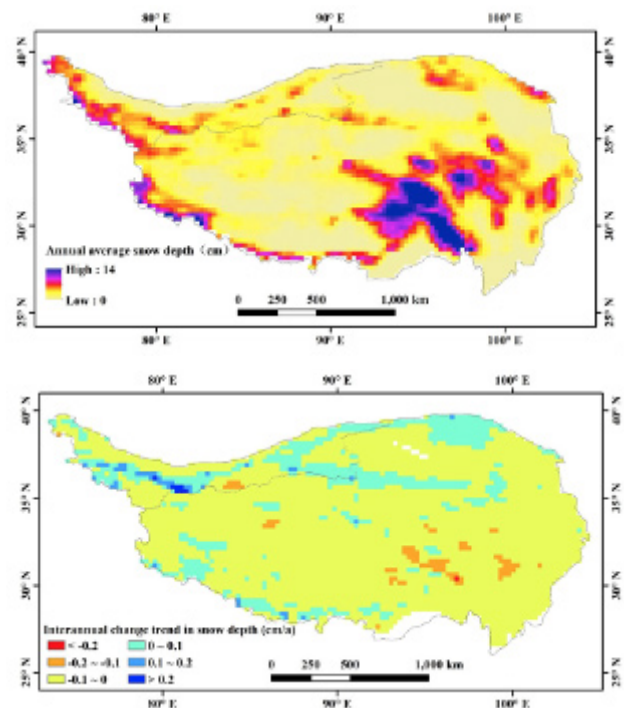 80° E 90° E 100° E
40° N 40° N
35° N 35° N
30° N 30° N
25° N 25° N
Annual average snow depth (cm)
High : 14
Low : 0
0 250 500 1,000 km
80° E 90° E 100° E
80° E 90° E 100° E
40° N 40° N
35° N 35° N
30° N 30° N
25° N 25° N
Interannual change trend in snow depth (cm/a)
< -0.2 0 ~ 0.1
-0.2 ~ -0.1 0.1 ~ 0.2
-0.1 ~ 0 > 0.2
0 250 500 1,000 km
80° E 90° E 100° E